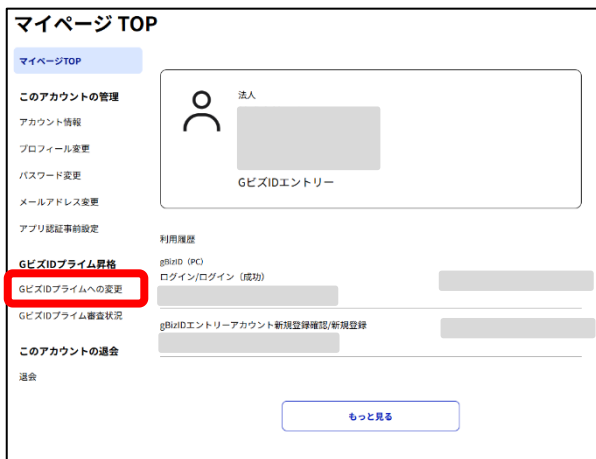 マイページ TOP
マイページTOP
このアカウントの管理
アカウント情報
プロフィール変更
パスワード変更
メールアドレス変更
アプリ認証事前設定
GビズIDプライム昇格
GビズIDプライムへの変更
GビズIDプライム審査状況
このアカウントの退会
退会
法人
GビズIDエントリー
利用履歴
gBizID（PC）
ログイン/ログイン（成功）
gBizIDエントリーアカウント新規登録確認/新規登録
もっと見る